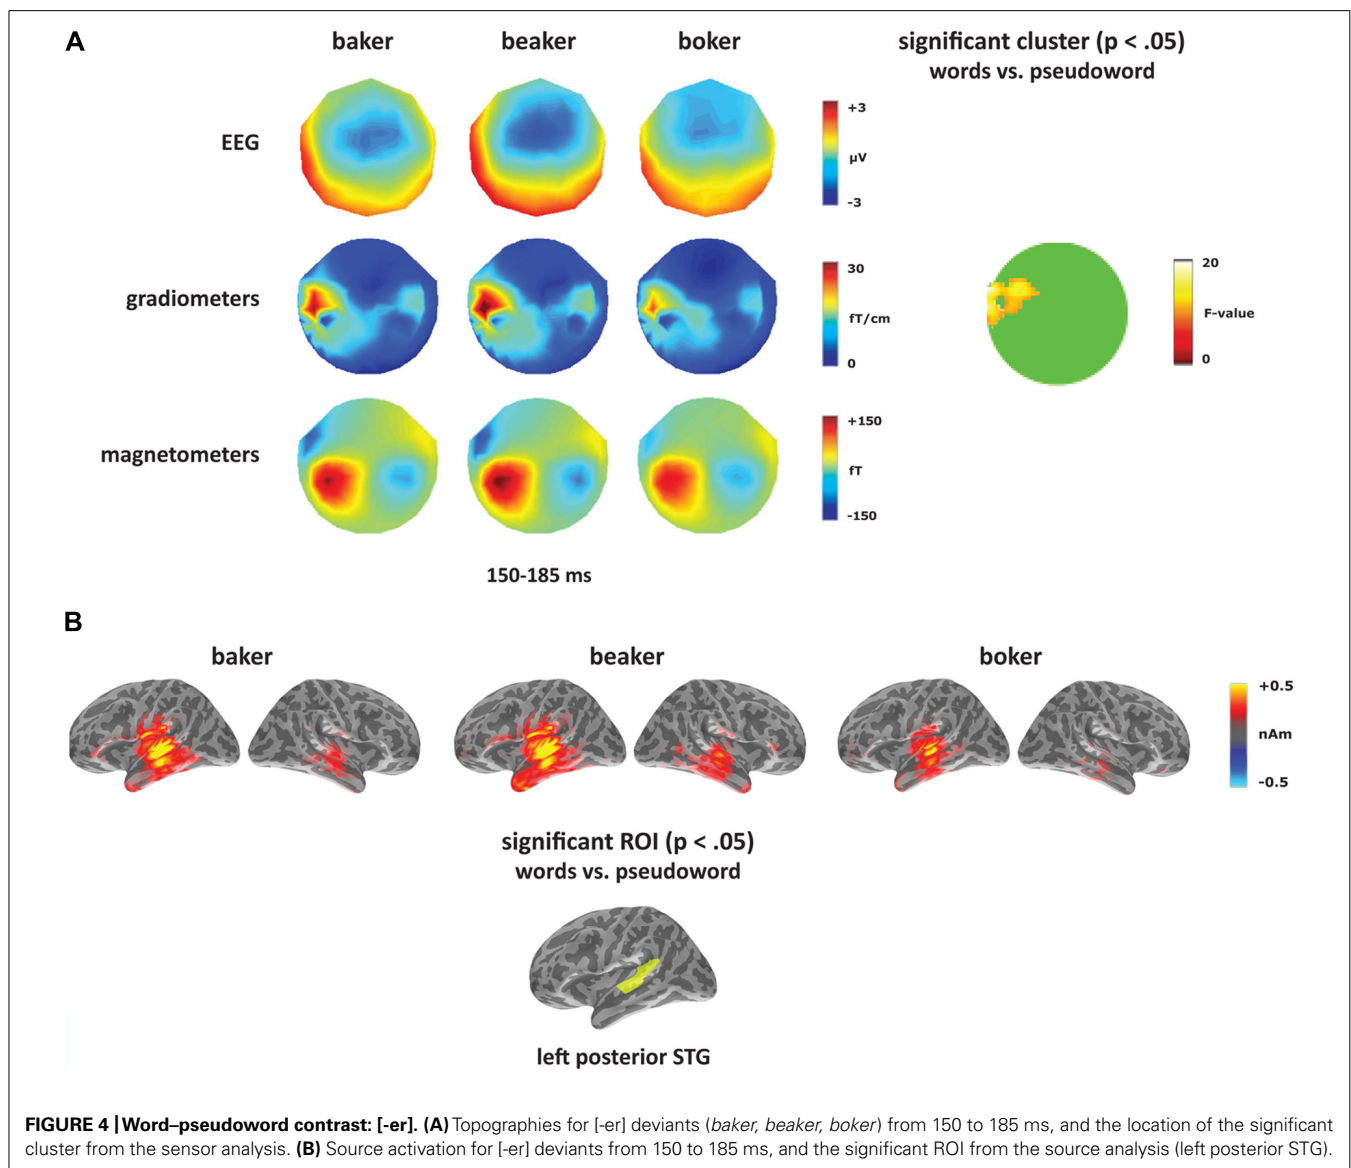 A
baker beaker boker significant cluster (p < .05)
words vs. pseudoword
EEG
+3
µV
-3
gradiometers
30
fT/cm
0
20
F-value
0
magnetometers
+150
fT
-150
150-185 ms
B
baker beaker boker
+0.5
nAm
-0.5
significant ROI (p < .05)
words vs. pseudoword
left posterior STG
FIGURE 4 | Word–pseudoword contrast: [-er]. (A) Topographies for [-er] deviants (baker, beaker, boker) from 150 to 185 ms, and the location of the significant
cluster from the sensor analysis. (B) Source activation for [-er] deviants from 150 to 185 ms, and the significant ROI from the source analysis (left posterior STG).